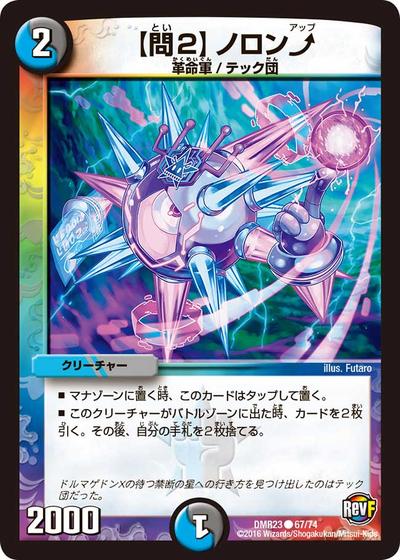 2
【問2】ノロン⤴
とい
アップ
革命軍 / テック団
かくめいぐん
だん
クリーチャー
illus. Futaro
■ マナゾーンに置く時、このカードはタップして置く。
■ このクリーチャーがバトルゾーンに出た時、カードを2枚
引く。その後、自分の手札を2枚捨てる。
ドルマゲドンXの待つ禁断の星への行き方を見つけ出したのはテック
団だった。
2000
1
DMR23 ● 67/74
©2016 Wizards/Shogakukan/Mitsui-Kids
RevF